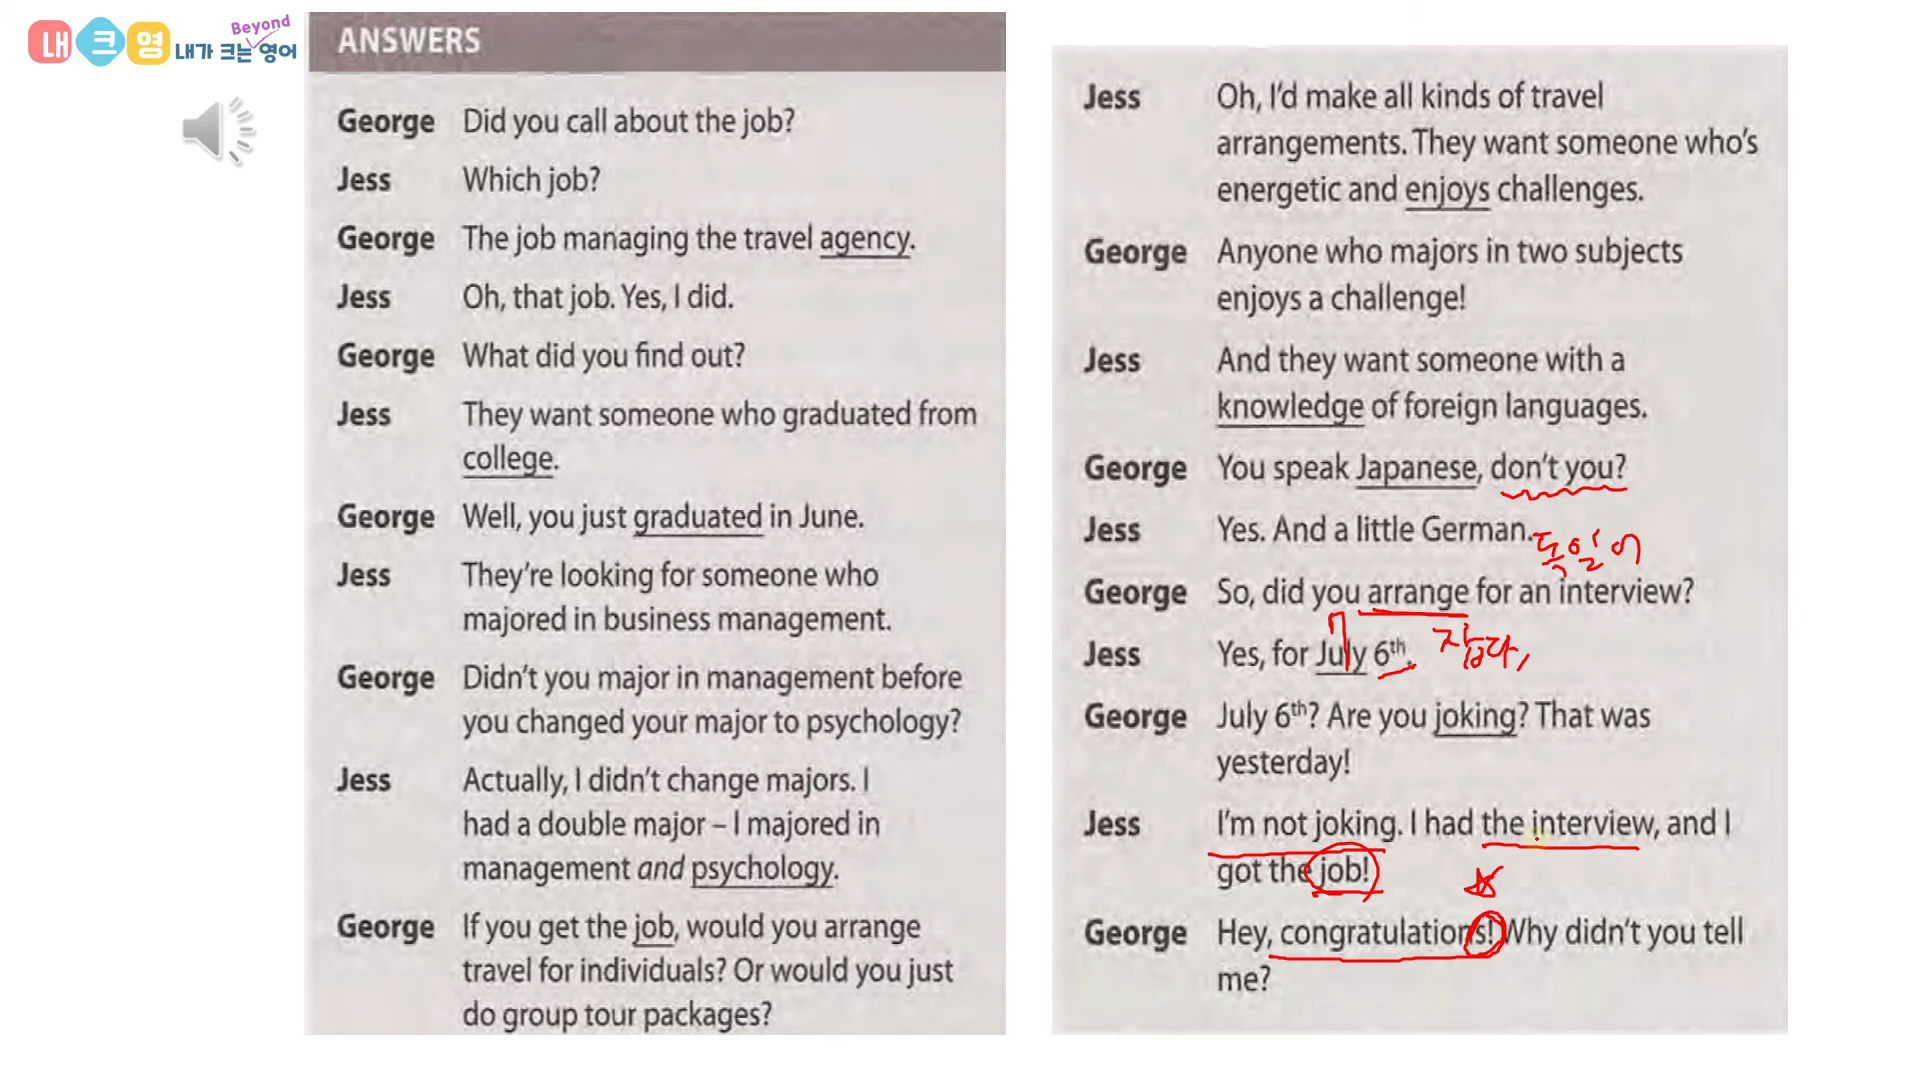 내크영
Beyond
내가 크는 영어
ANSWERS
George Did you call about the job?
Jess Which job?
George The job managing the travel agency.
Jess Oh, that job. Yes, I did.
George What did you find out?
Jess They want someone who graduated from
college.
George Well, you just graduated in June.
Jess They're looking for someone who
majored in business management.
George Didn't you major in management before
you changed your major to psychology?
Jess Actually, I didn't change majors. I
had a double major – I majored in
management and psychology.
George If you get the job, would you arrange
travel for individuals? Or would you just
do group tour packages?
Jess Oh, I'd make all kinds of travel
arrangements. They want someone who's
energetic and enjoys challenges.
George Anyone who majors in two subjects
enjoys a challenge!
Jess And they want someone with a
knowledge of foreign languages.
George You speak Japanese, don't you?
Jess Yes. And a little German.
독일어
George So, did you arrange for an interview?
잡다,
Jess Yes, for July 6th.
George July 6th? Are you joking? That was
yesterday!
Jess I'm not joking. I had the interview, and I
got the job!
George Hey, congratulations! Why didn't you tell
me?